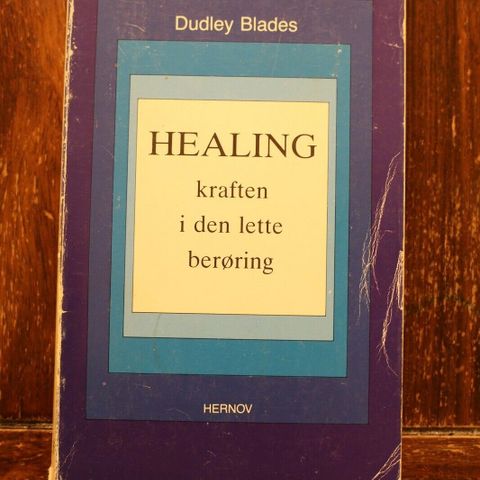 Dudley Blades
HEALING
kraften
i den lette
berøring
HERNOV